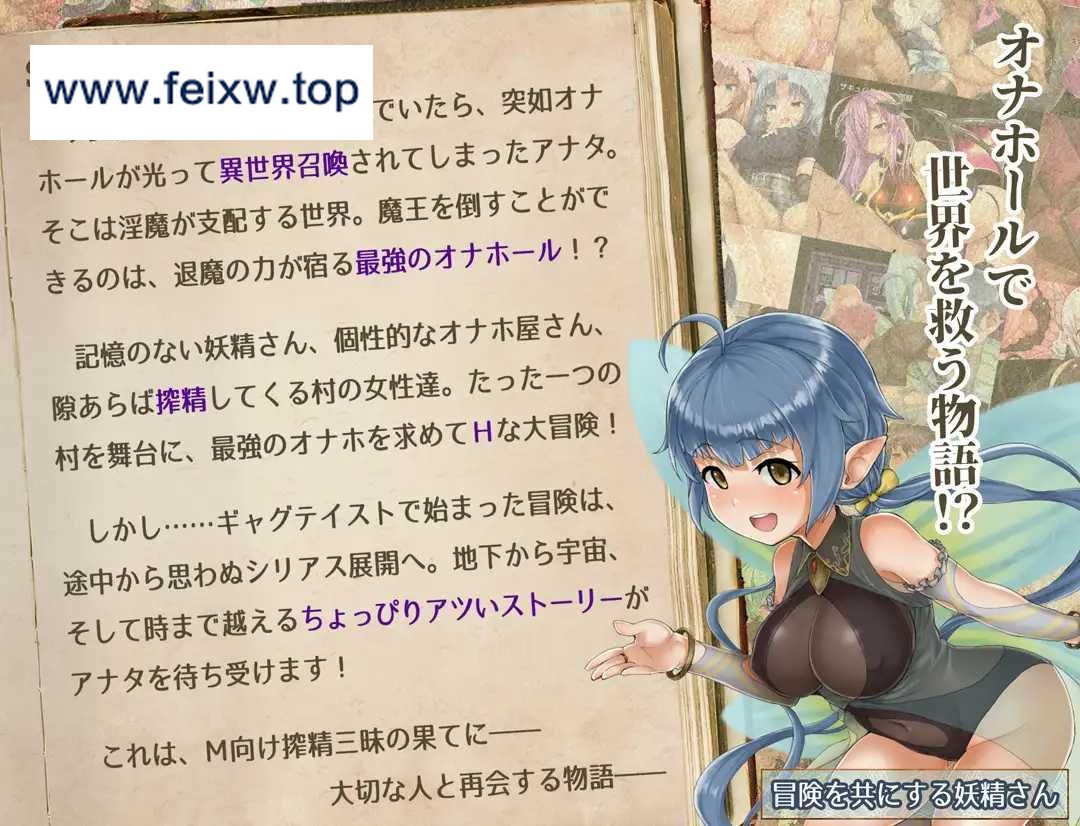 www.feixw.top
でいたら、突如オナ
ホールが光って異世界召喚されてしまったアナタ。
そこは淫魔が支配する世界。魔王を倒すことがで
きるのは、退魔の力が宿る最強のオナホール！？
記憶のない妖精さん、個性的なオナホ屋さん、
隙あらば搾精してくる村の女性達。たった一つの
村を舞台に、最強のオナホを求めてＨな大冒険！
しかし……ギャグテイストで始まった冒険は、
途中から思わぬシリアス展開へ。地下から宇宙、
そして時まで越えるちょっぴりアツいストーリーが
アナタを待ち受けます！
これは、Ｍ向け搾精三昧の果てに――
大切な人と再会する物語――
オナホールで
世界を救う物語!?
冒険を共にする妖精さん